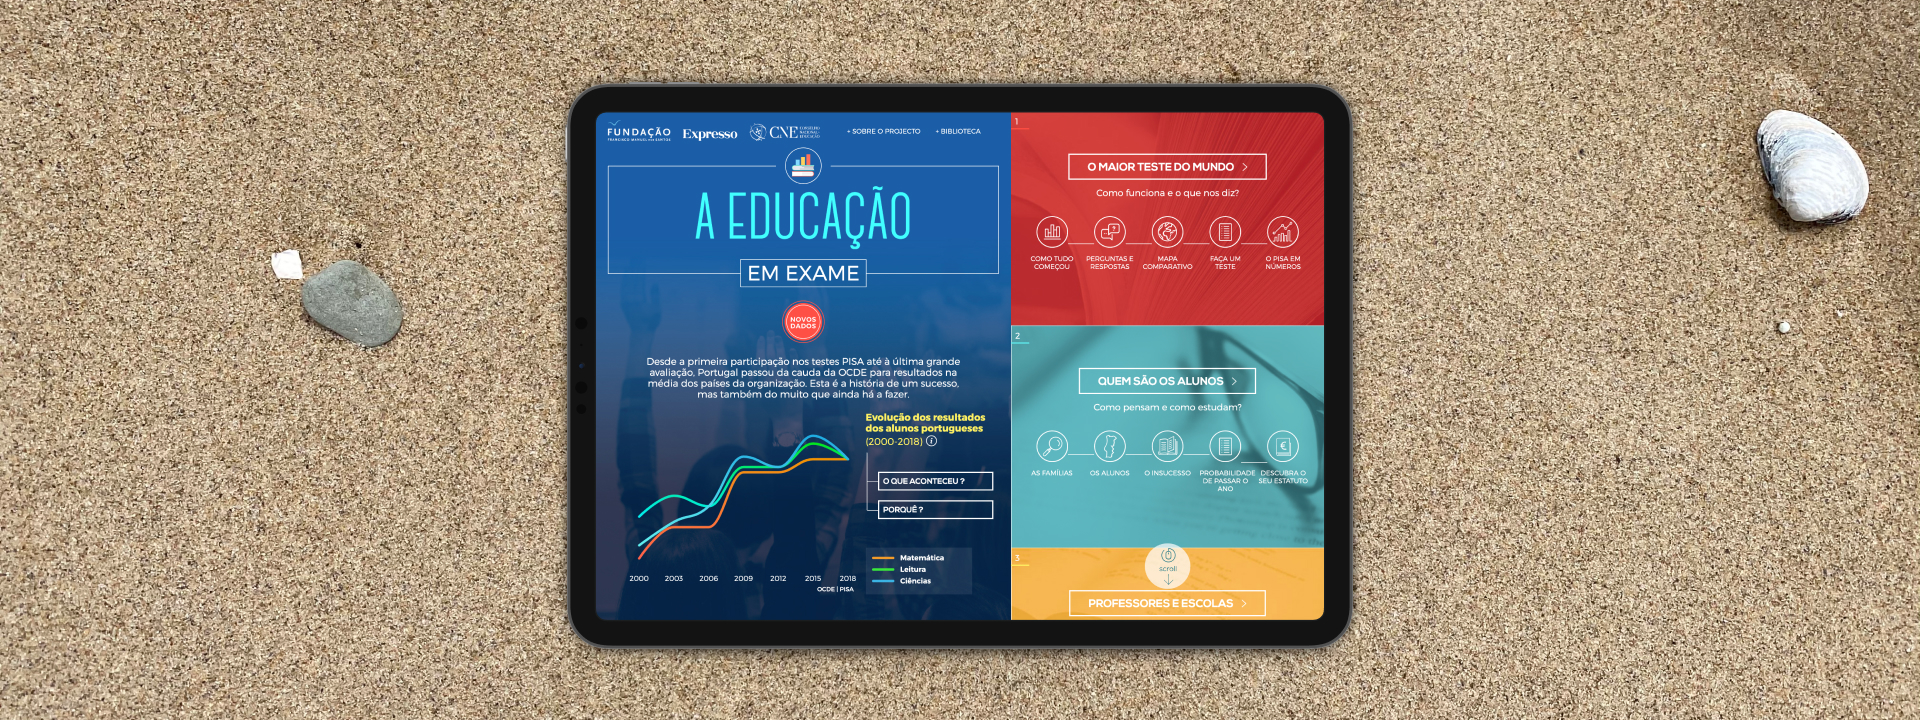 FUNDAÇÃO
FRANCISCO MANUEL DOS SANTOS
Expresso
CNE CONSELHO
NACIONAL DE
EDUCAÇÃO
+ SOBRE O PROJECTO
+ BIBLIOTECA
A EDUCAÇÃO
EM EXAME
NOVOS
DADOS
Desde a primeira participação nos testes PISA até à última grande
avaliação, Portugal passou da cauda da OCDE para resultados na
média dos países da organização. Esta é a história de um sucesso,
mas também do muito que ainda há a fazer.
Evolução dos resultados
dos alunos portugueses
(2000-2018) i
O QUE ACONTECEU ?
PORQUÊ ?
Matemática
Leitura
Ciências
2000 2003 2006 2009 2012 2015 2018
OCDE | PISA
1
O MAIOR TESTE DO MUNDO >
Como funciona e o que nos diz?
COMO TUDO
COMEÇOU
PERGUNTAS E
RESPOSTAS
MAPA
COMPARATIVO
FAÇA UM
TESTE
O PISA EM
NÚMEROS
2
QUEM SÃO OS ALUNOS >
Como pensam e como estudam?
AS FAMÍLIAS
OS ALUNOS
O INSUCESSO
PROBABILIDADE
DE PASSAR O
ANO
DESCUBRA O
SEU ESTATUTO
3
scroll
PROFESSORES E ESCOLAS >